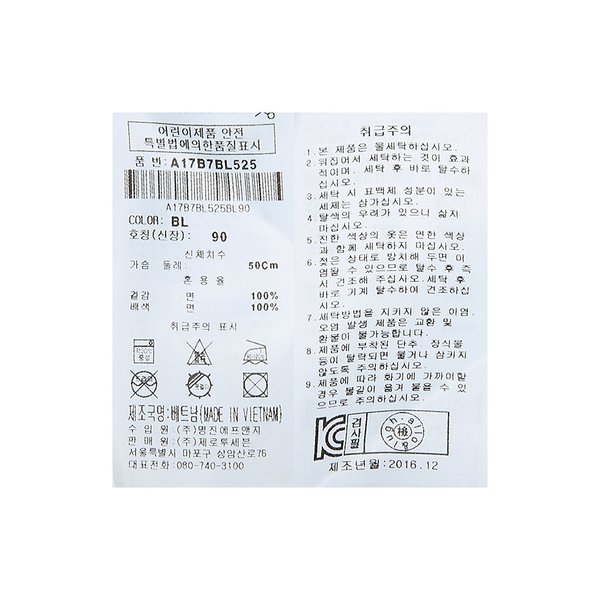 어린이제품 안전
특별법에의한품질표시
품 번: A17B7BL525
A17B7BL525BL90
COLOR: BL
호칭(신장): 90
신체치수
가슴 둘레: 50Cm
혼용율
겉감 면 100%
배색 면 100%
취급주의 표시
제조국명:베트남(MADE IN VIETNAM)
수 입 원 : (주)명진에프앤지
판 매 원 : (주)제로투세븐
서울특별시 마포구 상암산로76
대표전화 : 080-740-3100
취급주의
1. 본 제품은 물세탁하십시오.
2. 뒤집어서 세탁하는 것이 효과
적이며, 세탁 후 바로 탈수하
십시오.
3. 세탁 시 표백제 성분이 있는
세제는 삼가십시오.
4. 탈색의 우려가 있으니 삶지
마십시오.
5. 진한 색상의 옷은 연한 색상
과 함께 세탁하지 마십시오.
6. 젖은 상태로 방치해 두면 이
염될 수 있으므로 탈수 후 즉
시 건조해 주십시오.세탁 후
바로 기계 탈수하여 건조하십
시오.
7. 세탁방법을 지키지 않은 이염,
오염 발생 제품은 교환 및
환불이 불가능합니다.
8. 제품에 부착된 단추, 장식물
등이 탈락되면 물거나 삼키지
않도록 주의하십시오.
9. 제품에 따라 화기에 가까이할
경우 불길이 옮겨 붙을 수 있
으므로 주의하십시오.
검사필
제조년월 : 2016.12